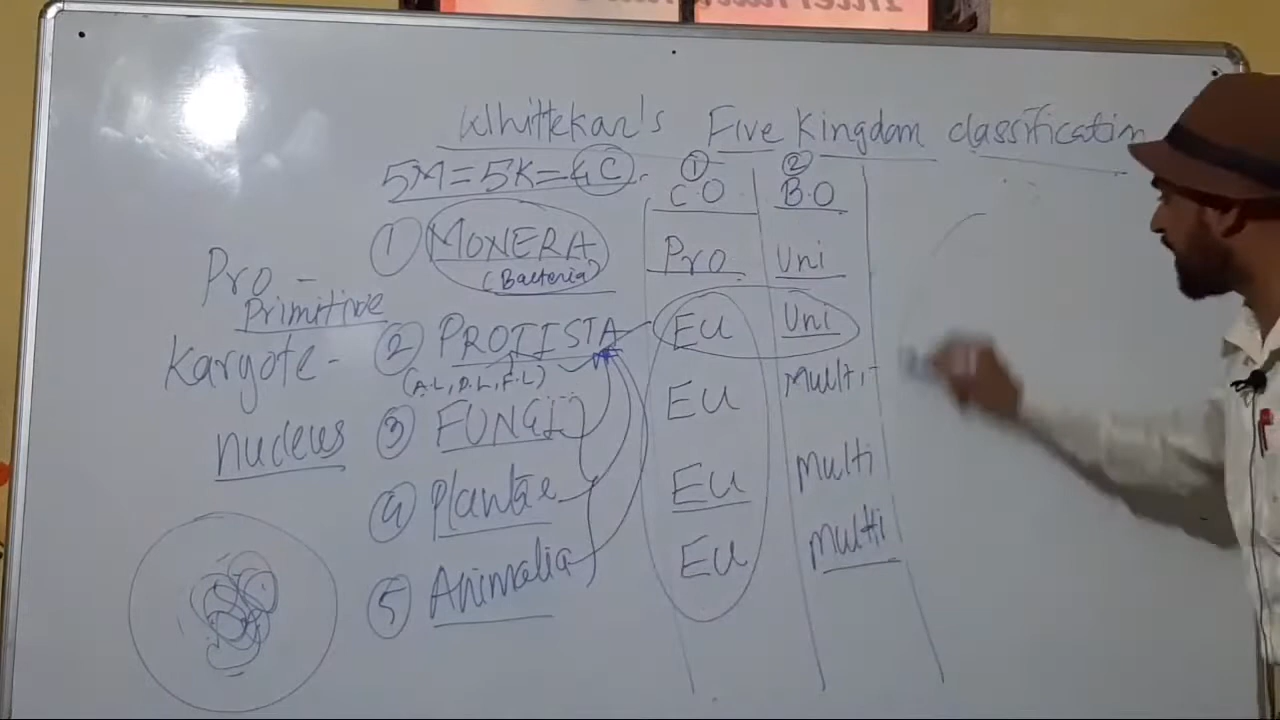 Whittekar's Five Kingdom classification
5M=5K=4C
① ②
C.O B.O
① MONERA Pro Uni
(Bacteria)
Pro -
Primitive
② PROTISTA EU Uni
Karyote -
(A.L, P.L, F.L)
③ FUNGI EU Multi-
nucleus
④ Plantae EU Multi
⑤ Animalia EU Multi